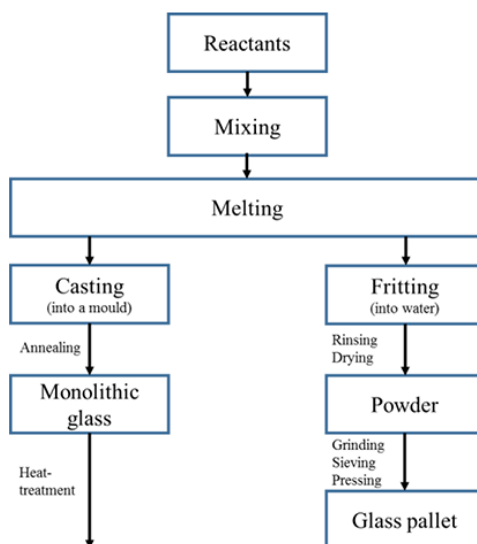 Reactants
Mixing
Melting
Casting
(into a mould)
Fritting
(into water)
Annealing
Rinsing
Drying
Monolithic
glass
Powder
Heat-
treatment
Grinding
Sieving
Pressing
Glass pallet